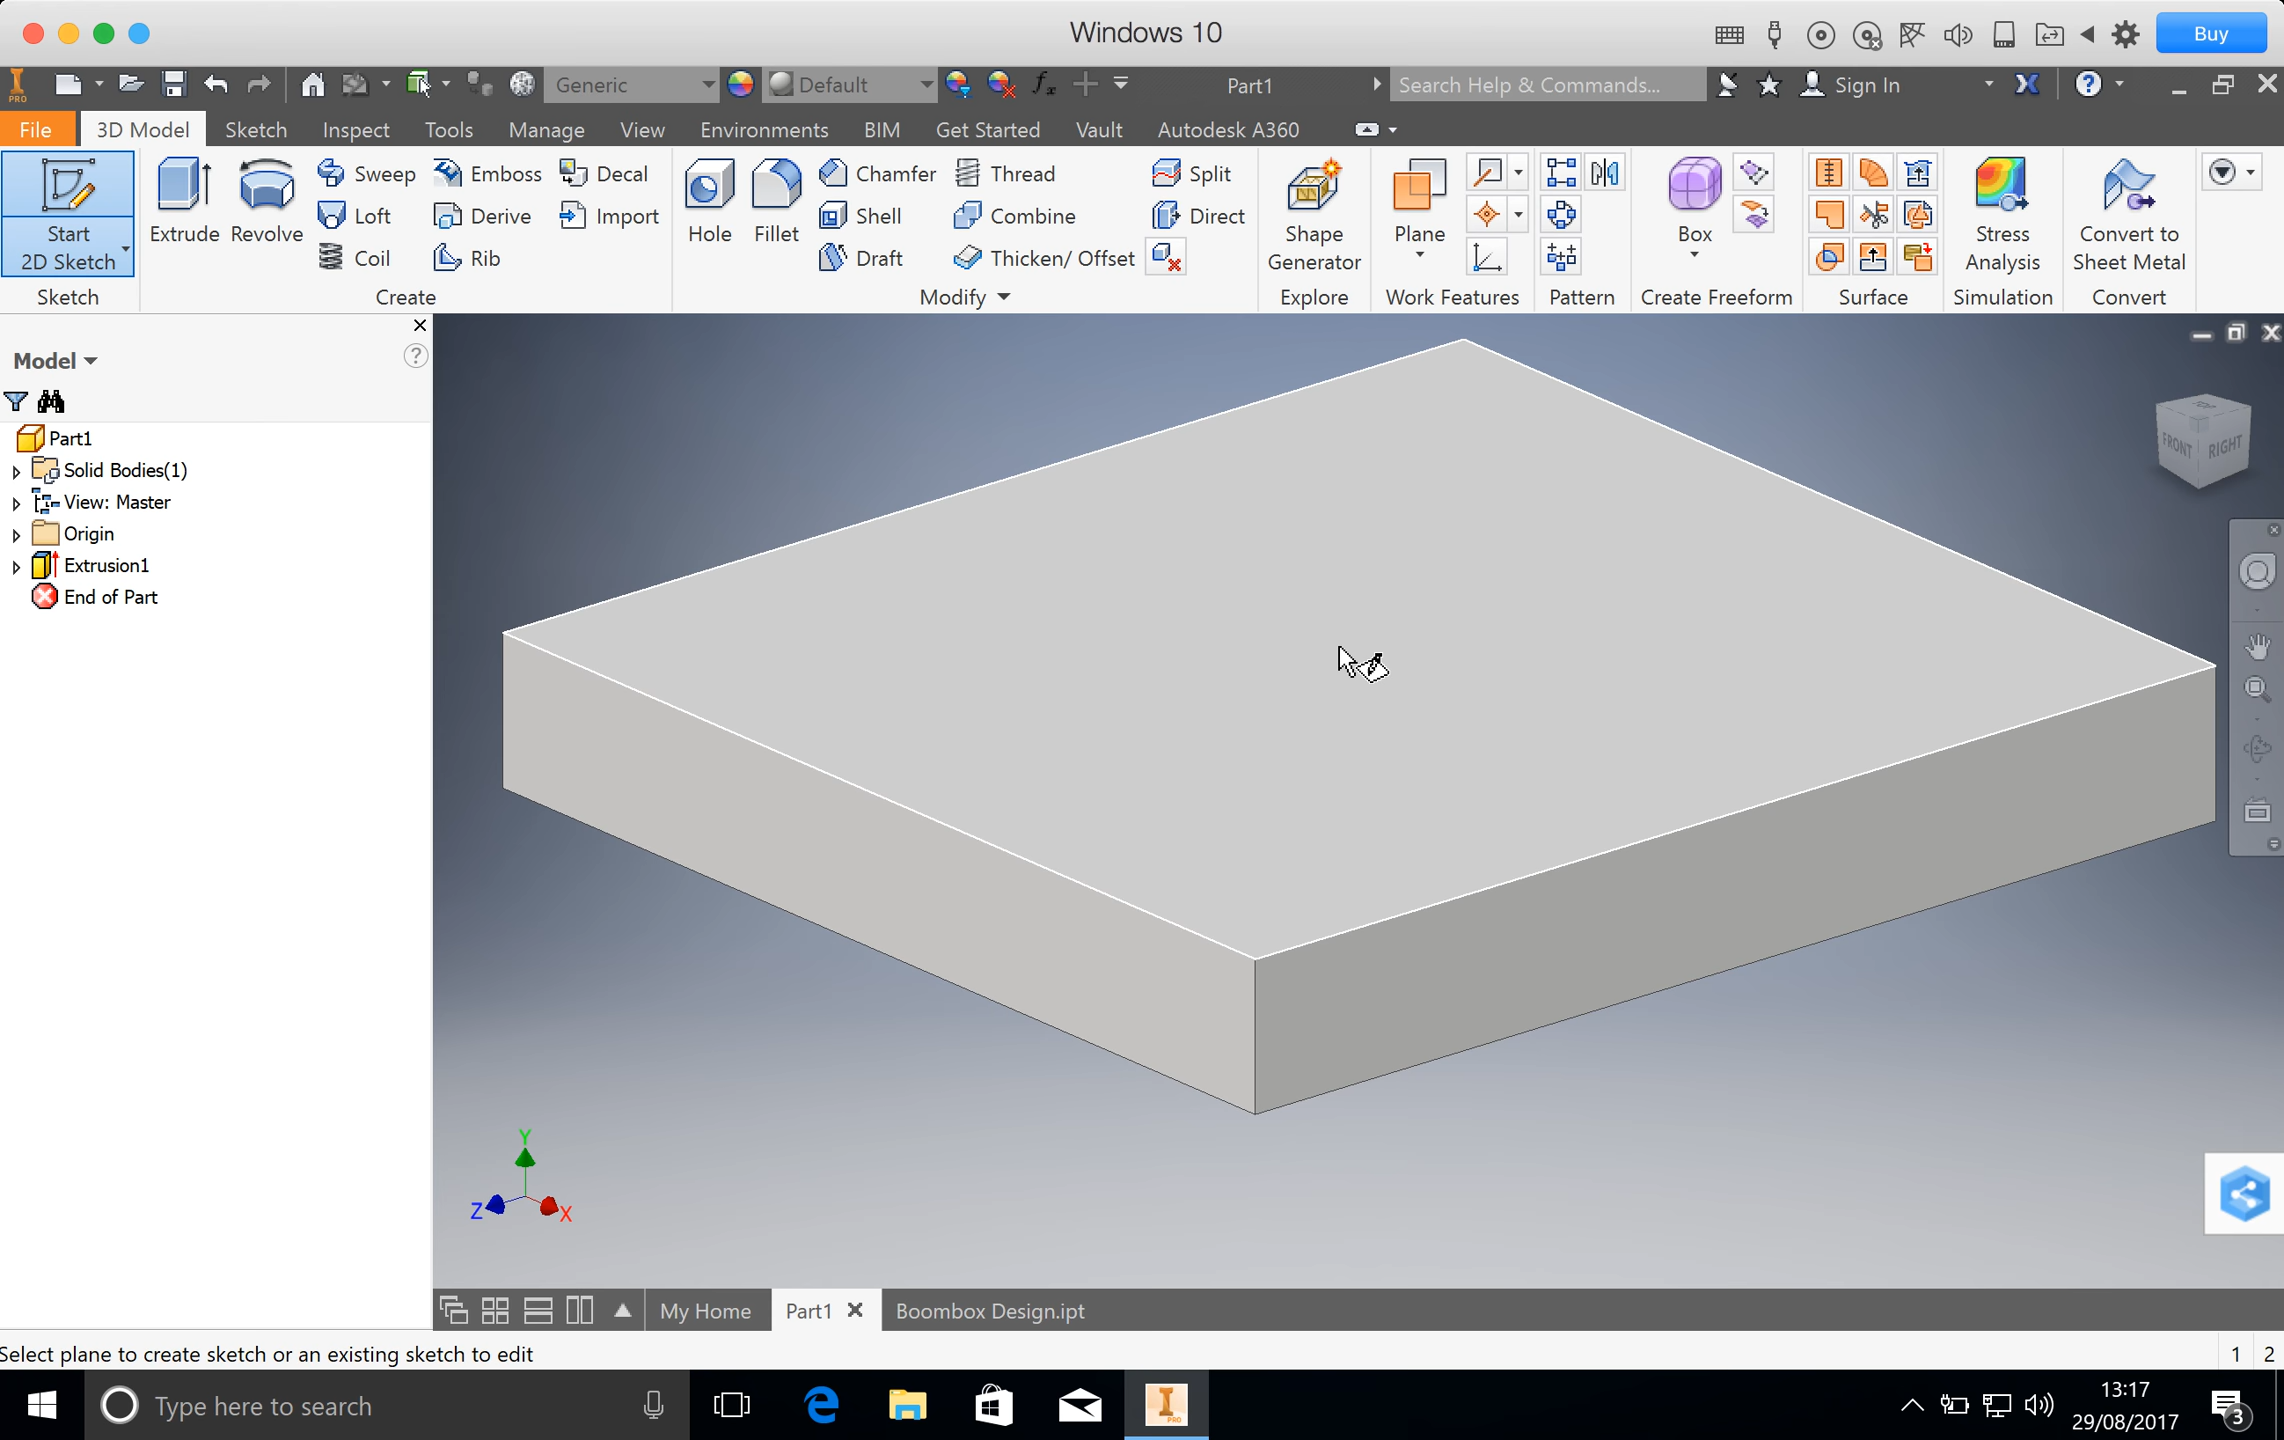 Windows 10
Buy
PRO
Generic
Default
fx
Part1
Search Help & Commands...
Sign In
File
3D Model
Sketch
Inspect
Tools
Manage
View
Environments
BIM
Get Started
Vault
Autodesk A360
Start
2D Sketch
Sketch
Extrude
Revolve
Sweep
Loft
Coil
Emboss
Derive
Rib
Decal
Import
Create
Hole
Fillet
Chamfer
Shell
Draft
Thread
Combine
Thicken/ Offset
Split
Direct
Modify
Shape
Generator
Explore
Plane
Work Features
Pattern
Box
Create Freeform
Surface
Stress
Analysis
Simulation
Convert to
Sheet Metal
Convert
Model
Part1
Solid Bodies(1)
View: Master
Origin
Extrusion1
End of Part
FRONT
RIGHT
Y
Z
X
My Home
Part1
Boombox Design.ipt
Select plane to create sketch or an existing sketch to edit
1 2
Type here to search
PRO
13:17
29/08/2017
3